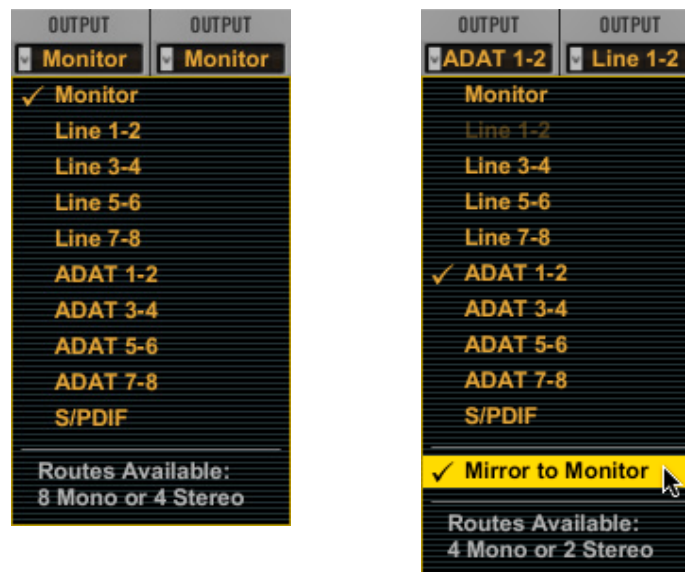 OUTPUT OUTPUT
Monitor Monitor
✓ Monitor
Line 1-2
Line 3-4
Line 5-6
Line 7-8
ADAT 1-2
ADAT 3-4
ADAT 5-6
ADAT 7-8
S/PDIF
Routes Available:
8 Mono or 4 Stereo
OUTPUT OUTPUT
ADAT 1-2 Line 1-2
Monitor
Line 1-2
Line 3-4
Line 5-6
Line 7-8
✓ ADAT 1-2
ADAT 3-4
ADAT 5-6
ADAT 7-8
S/PDIF
✓ Mirror to Monitor
Routes Available:
4 Mono or 2 Stereo